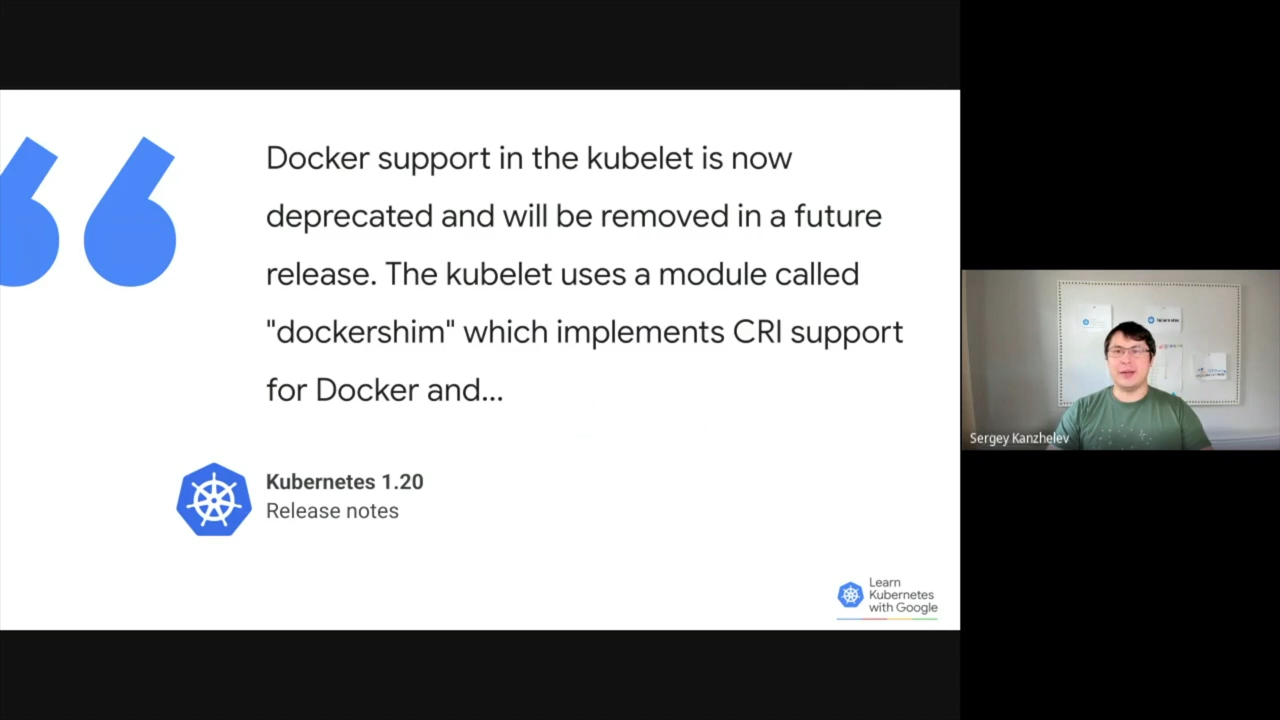 Docker support in the kubelet is now
deprecated and will be removed in a future
release. The kubelet uses a module called
"dockershim" which implements CRI support
for Docker and...
Kubernetes 1.20
Release notes
Learn
Kubernetes
with Google
Sergey Kanzhelev